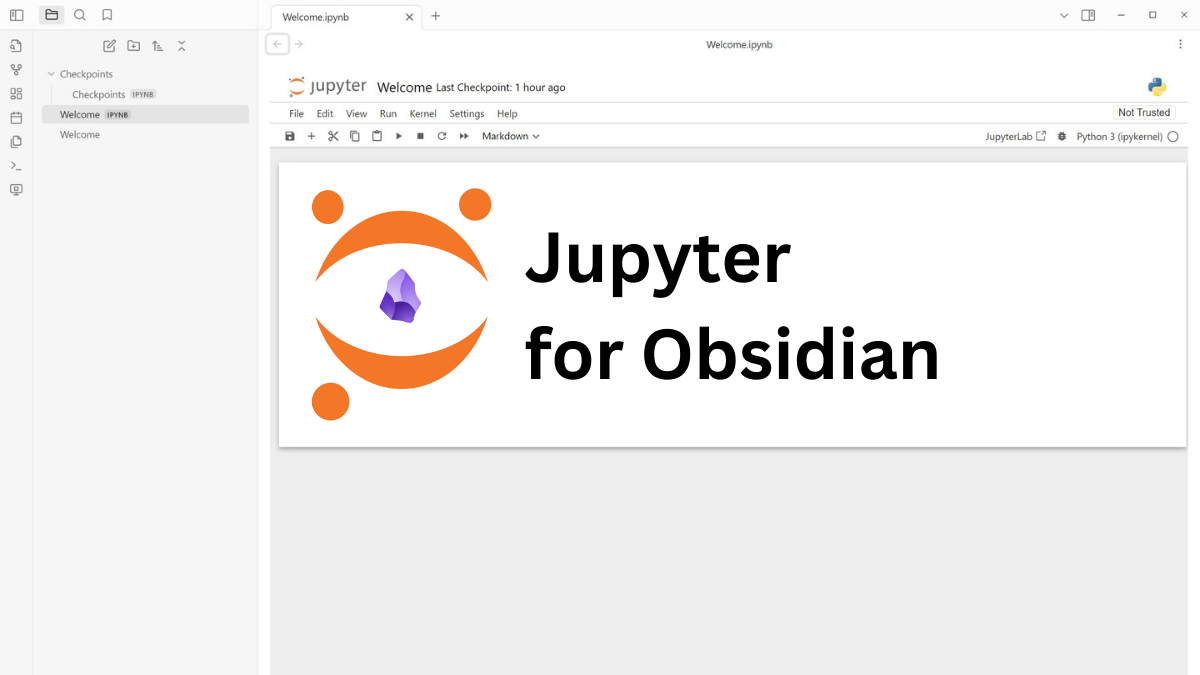 Welcome.ipynb
Welcome.ipynb
Checkpoints
Checkpoints IPYNB
Welcome IPYNB
Welcome
jupyter Welcome Last Checkpoint: 1 hour ago
File Edit View Run Kernel Settings Help Not Trusted
Markdown JupyterLab Python 3 (ipykernel)
Jupyter
for Obsidian